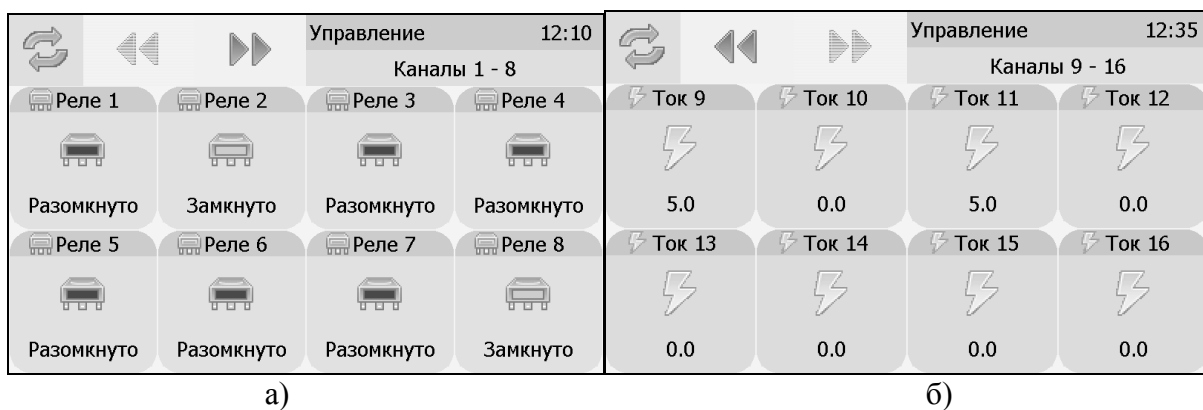 Управление 12:10
Каналы 1 - 8
Реле 1 Реле 2 Реле 3 Реле 4
Разомкнуто Замкнуто Разомкнуто Разомкнуто
Реле 5 Реле 6 Реле 7 Реле 8
Разомкнуто Разомкнуто Разомкнуто Замкнуто
а)
Управление 12:35
Каналы 9 - 16
Ток 9 Ток 10 Ток 11 Ток 12
5.0 0.0 5.0 0.0
Ток 13 Ток 14 Ток 15 Ток 16
0.0 0.0 0.0 0.0
б)